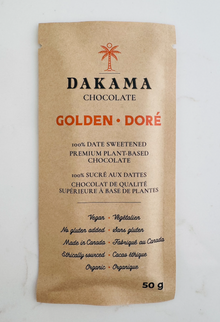 DAKAMA
CHOCOLATE
GOLDEN • DORÉ
100% DATE SWEETENED
PREMIUM PLANT-BASED
CHOCOLATE
100% SUCRÉ AUX DATTES
CHOCOLAT DE QUALITÉ
SUPÉRIEURE À BASE DE PLANTES
Vegan - Végétalien
No gluten added - Sans gluten
Made in Canada - Fabriqué au Canada
Ethically sourced - Cacao éthique
Organic - Organique
50 g